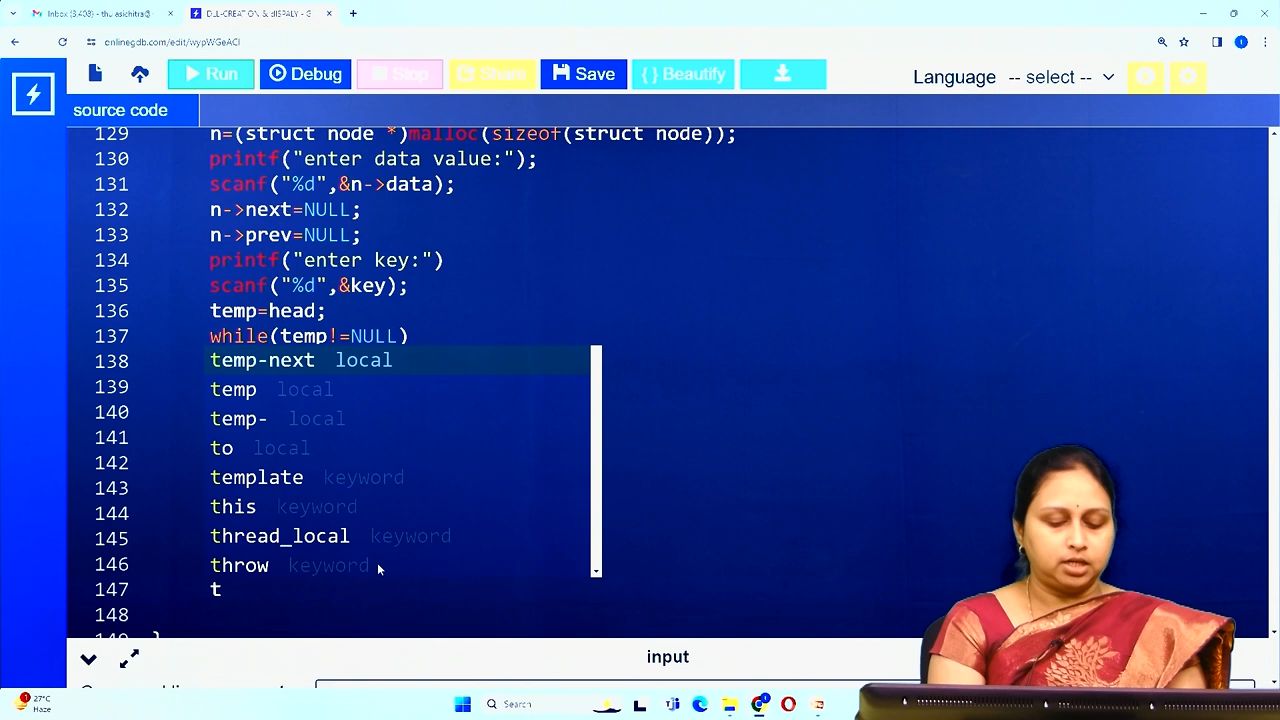 Inbox (3,408) - thulasichitra@
DLL-CREATION & dISPALY - G
onlinegdb.com/edit/wypWGeACl
Run
Debug
Stop
Share
Save
{ } Beautify
Language -- select --
source code
129 n=(struct node *)malloc(sizeof(struct node));
130 printf("enter data value:");
131 scanf("%d",&n->data);
132 n->next=NULL;
133 n->prev=NULL;
134 printf("enter key:")
135 scanf("%d",&key);
136 temp=head;
137 while(temp!=NULL)
138 temp-next local
139 temp local
140 temp- local
141 to local
142 template keyword
143 this keyword
144
145 thread_local keyword
146 throw keyword
147 t
148
149 }
input
27°C
Haze
Search